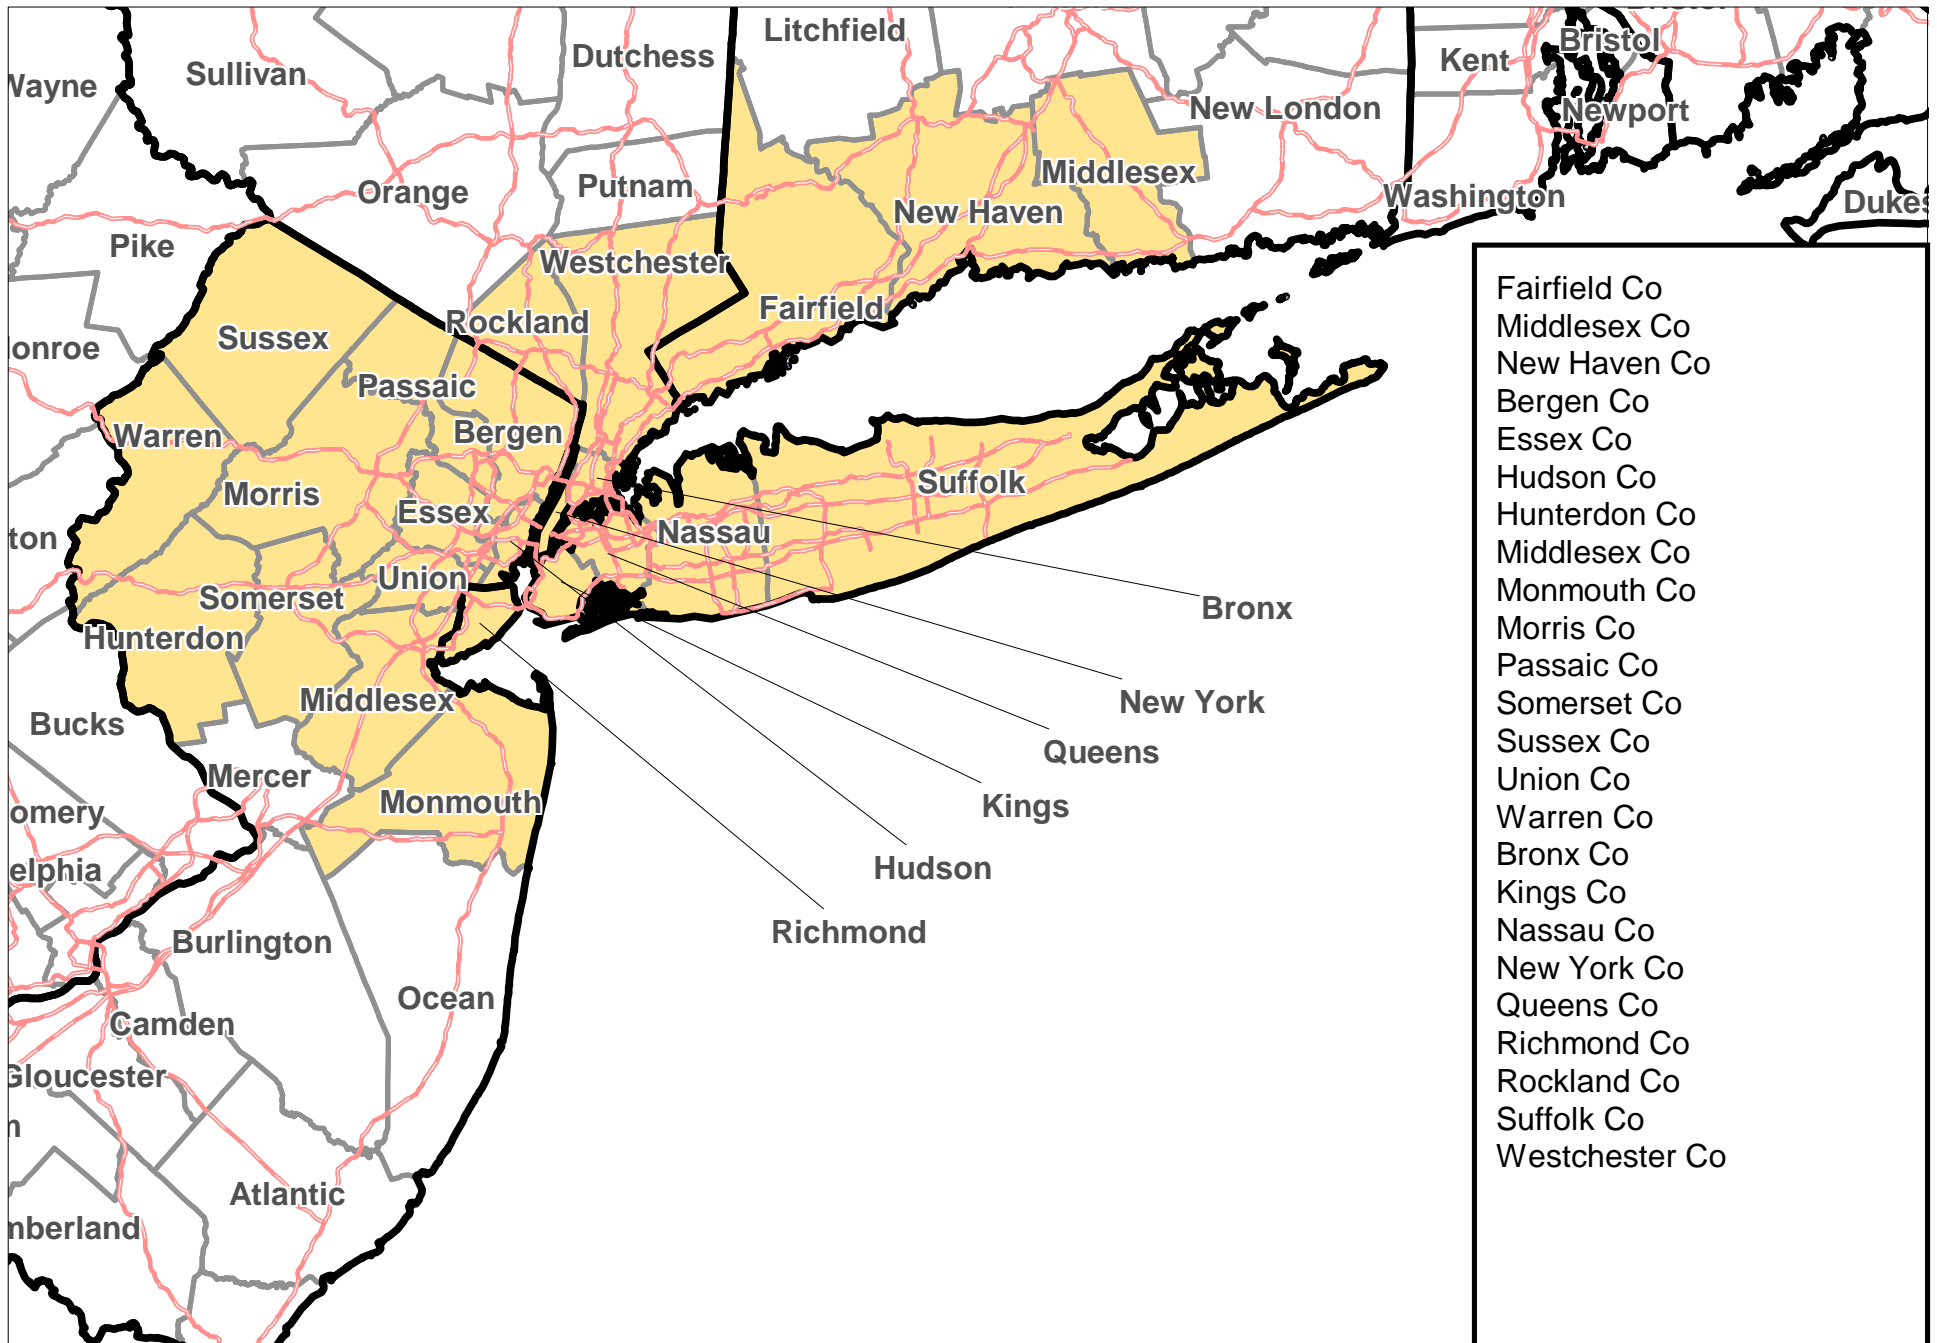 Litchfield
Dutchess
Sullivan
Wayne
Bristol
Kent
New London
Newport
Middlesex
Washington
Dukes
Putnam
Orange
New Haven
Pike
Westchester
Fairfield
Rockland
Sussex
onroe
Passaic
Warren
Bergen
Morris
Essex
Suffolk
Nassau
ton
Union
Somerset
Hunterdon
Bronx
New York
Middlesex
Bucks
Queens
Mercer
Monmouth
Kings
omery
elphia
Hudson
Richmond
Burlington
Ocean
Camden
Gloucester
Atlantic
mberland
Fairfield Co
Middlesex Co
New Haven Co
Bergen Co
Essex Co
Hudson Co
Hunterdon Co
Middlesex Co
Monmouth Co
Morris Co
Passaic Co
Somerset Co
Sussex Co
Union Co
Warren Co
Bronx Co
Kings Co
Nassau Co
New York Co
Queens Co
Richmond Co
Rockland Co
Suffolk Co
Westchester Co